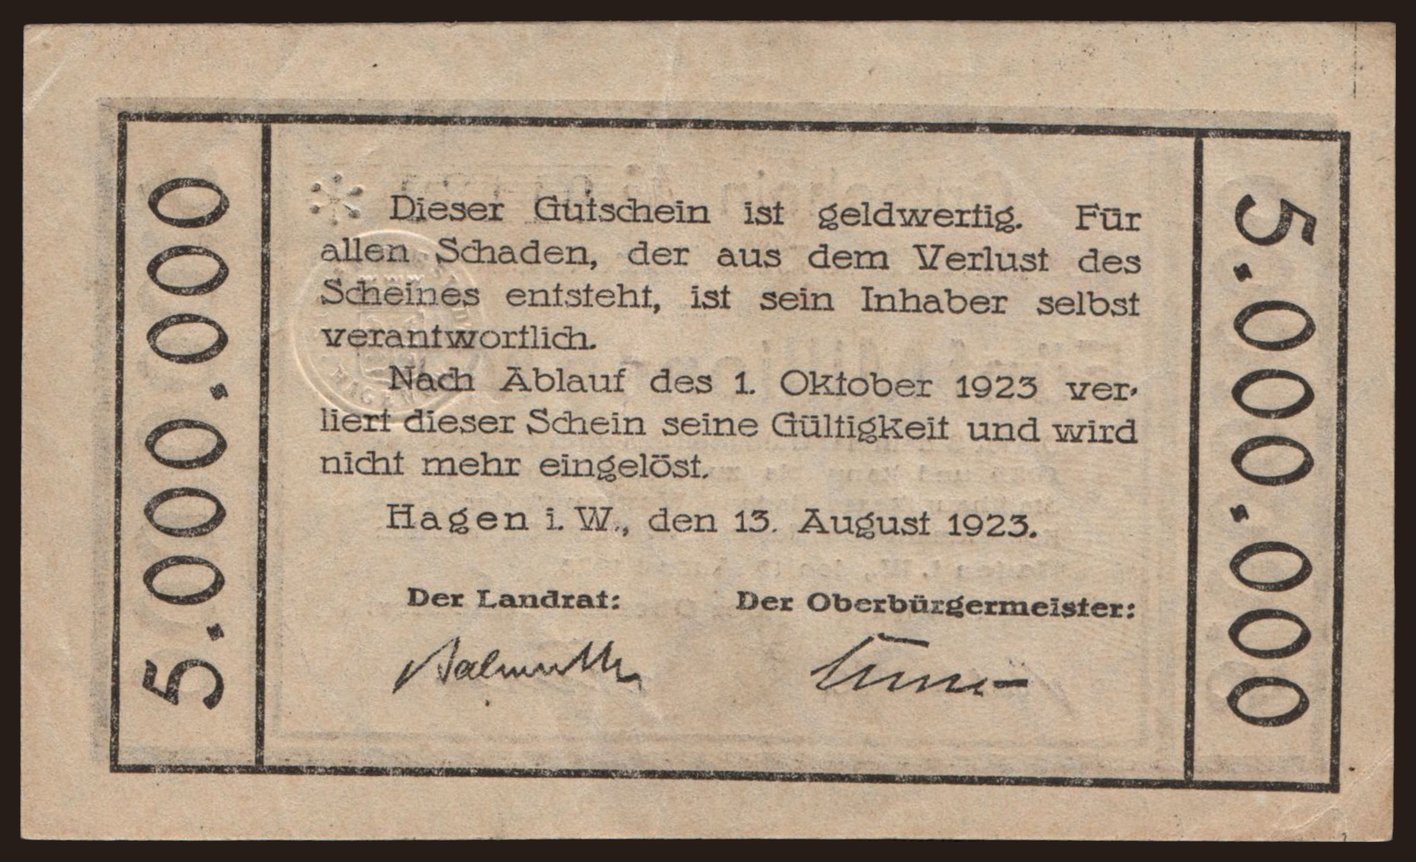 5.000.000
Dieser Gutschein ist geldwertig. Für
allen Schaden, der aus dem Verlust des
Scheines entsteht, ist sein Inhaber selbst
verantwortlich.
Nach Ablauf des 1. Oktober 1923 ver-
liert dieser Schein seine Gültigkeit und wird
nicht mehr eingelöst.
Hagen i. W., den 13. August 1923.
Der Landrat: Der Oberbürgermeister:
5.000.000